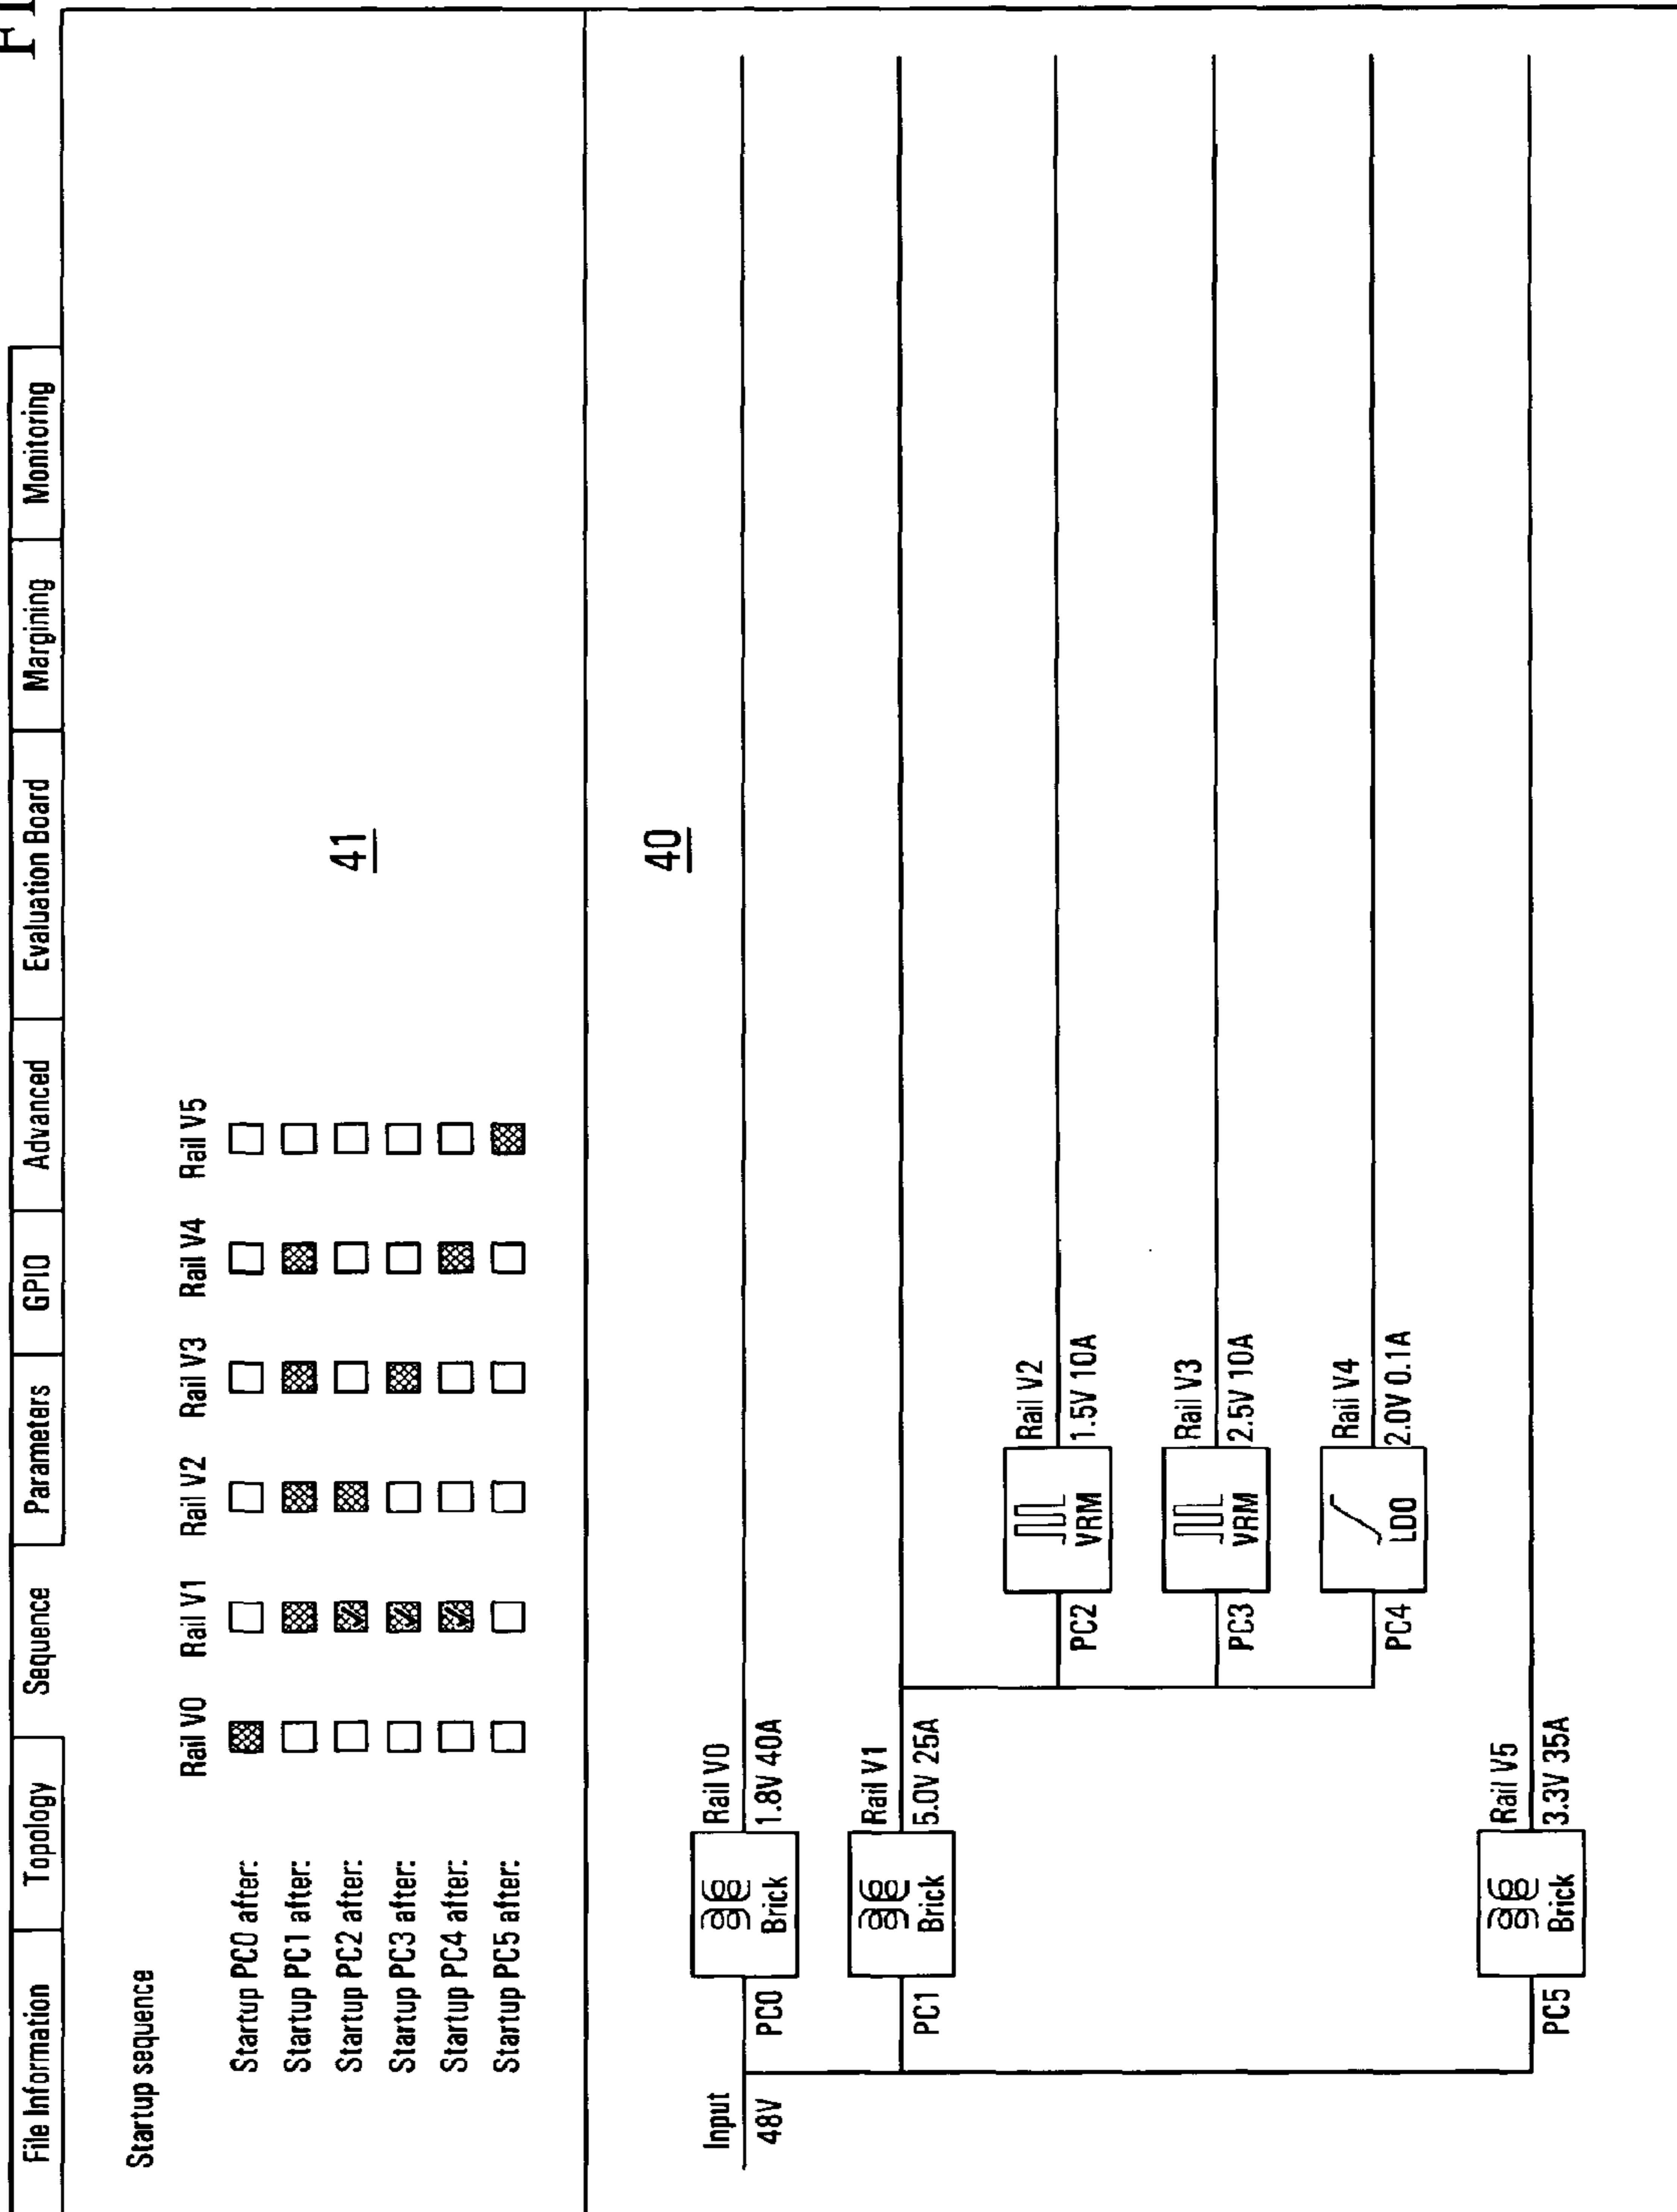 FI
File Information Topology Sequence Parameters GPIO Advanced Evaluation Board Margining Monitoring
Startup sequence
Rail V0 Rail V1 Rail V2 Rail V3 Rail V4 Rail V5
Startup PC0 after:
Startup PC1 after:
Startup PC2 after:
Startup PC3 after:
Startup PC4 after:
Startup PC5 after:
41
40
Input
48V
PC0
Brick
Rail V0
1.8V 40A
PC1
Brick
Rail V1
5.0V 25A
PC2
VRM
Rail V2
1.5V 10A
PC3
VRM
Rail V3
2.5V 10A
PC4
LDO
Rail V4
2.0V 0.1A
PC5
Brick
Rail V5
3.3V 35A